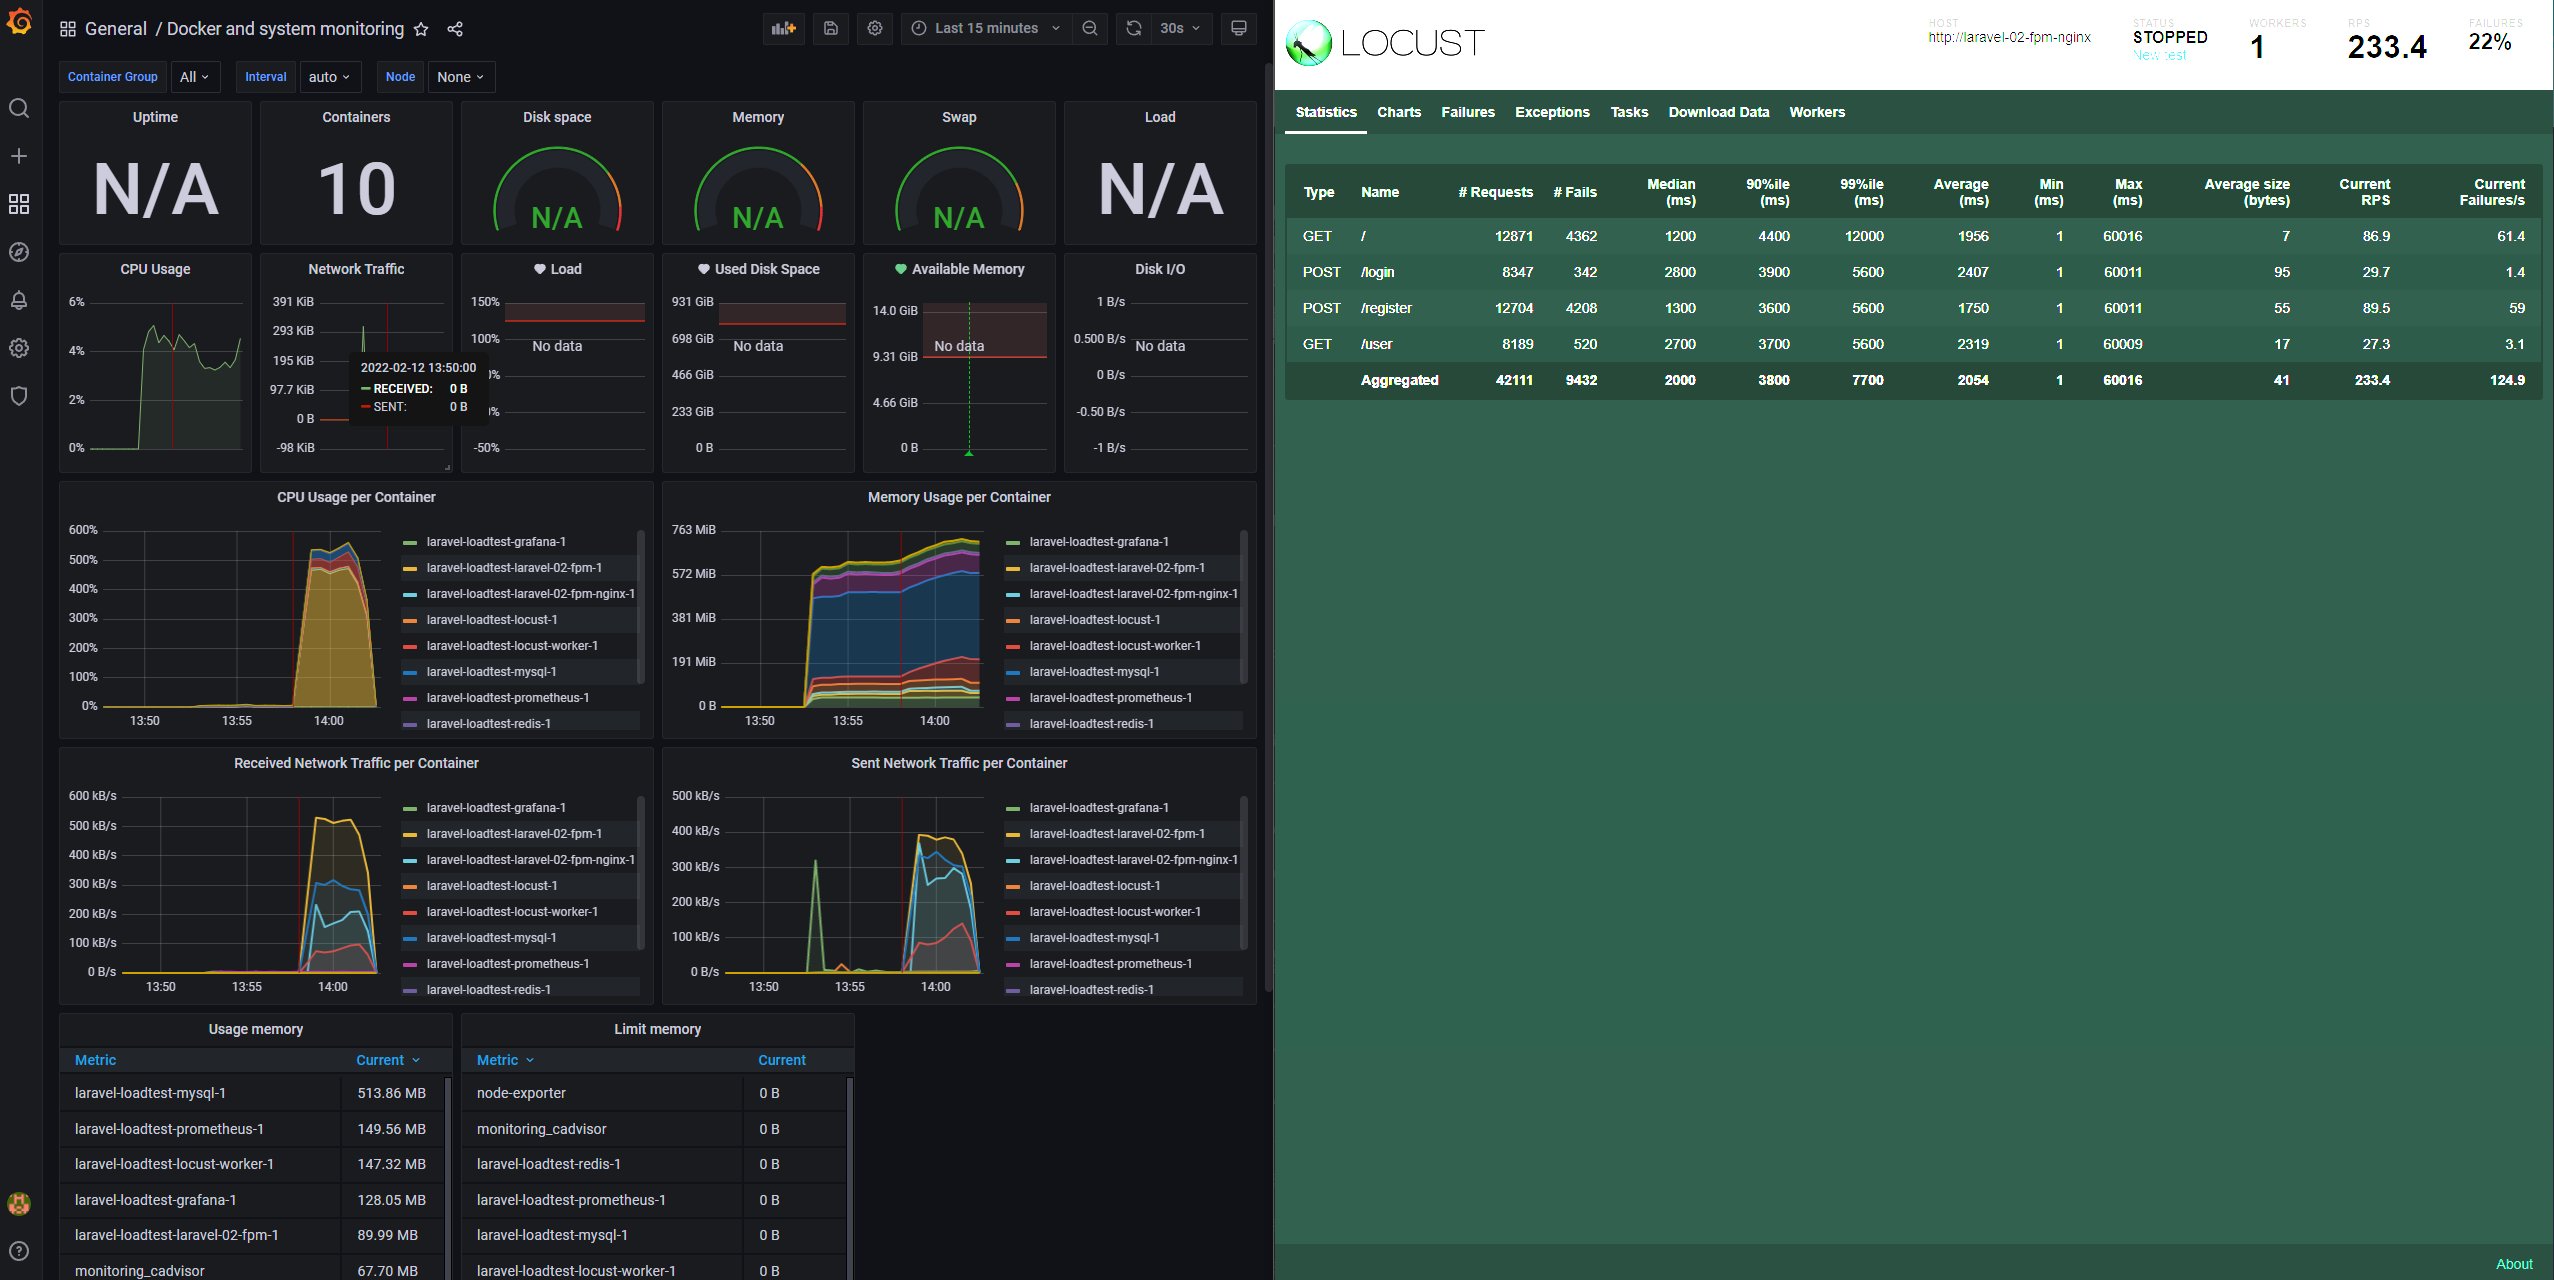 General / Docker and system monitoring
Last 15 minutes
30s
Container Group All Interval auto Node None
Uptime
N/A
Containers
10
Disk space
N/A
Memory
N/A
Swap
N/A
Load
N/A
CPU Usage
6%
4%
2%
0%
Network Traffic
391 KiB
293 KiB
195 KiB
97.7 KiB
0 B
-98 KiB
2022-02-12 13:50:00
RECEIVED: 0 B
SENT: 0 B
Load
150%
100%
0%
%
-50%
No data
Used Disk Space
931 GiB
698 GiB
466 GiB
233 GiB
0 B
No data
Available Memory
14.0 GiB
9.31 GiB
4.66 GiB
0 B
No data
Disk I/O
1 B/s
0.500 B/s
0 B/s
-0.50 B/s
-1 B/s
No data
CPU Usage per Container
600%
500%
400%
300%
200%
100%
0%
13:50 13:55 14:00
laravel-loadtest-grafana-1
laravel-loadtest-laravel-02-fpm-1
laravel-loadtest-laravel-02-fpm-nginx-1
laravel-loadtest-locust-1
laravel-loadtest-locust-worker-1
laravel-loadtest-mysql-1
laravel-loadtest-prometheus-1
laravel-loadtest-redis-1
Memory Usage per Container
763 MiB
572 MiB
381 MiB
191 MiB
0 B
13:50 13:55 14:00
laravel-loadtest-grafana-1
laravel-loadtest-laravel-02-fpm-1
laravel-loadtest-laravel-02-fpm-nginx-1
laravel-loadtest-locust-1
laravel-loadtest-locust-worker-1
laravel-loadtest-mysql-1
laravel-loadtest-prometheus-1
laravel-loadtest-redis-1
Received Network Traffic per Container
600 kB/s
500 kB/s
400 kB/s
300 kB/s
200 kB/s
100 kB/s
0 B/s
13:50 13:55 14:00
laravel-loadtest-grafana-1
laravel-loadtest-laravel-02-fpm-1
laravel-loadtest-laravel-02-fpm-nginx-1
laravel-loadtest-locust-1
laravel-loadtest-locust-worker-1
laravel-loadtest-mysql-1
laravel-loadtest-prometheus-1
laravel-loadtest-redis-1
Sent Network Traffic per Container
500 kB/s
400 kB/s
300 kB/s
200 kB/s
100 kB/s
0 B/s
13:50 13:55 14:00
laravel-loadtest-grafana-1
laravel-loadtest-laravel-02-fpm-1
laravel-loadtest-laravel-02-fpm-nginx-1
laravel-loadtest-locust-1
laravel-loadtest-locust-worker-1
laravel-loadtest-mysql-1
laravel-loadtest-prometheus-1
laravel-loadtest-redis-1
Usage memory
Metric Current
laravel-loadtest-mysql-1 513.86 MB
laravel-loadtest-prometheus-1 149.56 MB
laravel-loadtest-locust-worker-1 147.32 MB
laravel-loadtest-grafana-1 128.05 MB
laravel-loadtest-laravel-02-fpm-1 89.99 MB
monitoring_cadvisor 67.70 MB
Limit memory
Metric Current
node-exporter 0 B
monitoring_cadvisor 0 B
laravel-loadtest-redis-1 0 B
laravel-loadtest-prometheus-1 0 B
laravel-loadtest-mysql-1 0 B
laravel-loadtest-locust-worker-1 0 B
LOCUST
HOST
http://laravel-02-fpm-nginx
STATUS
STOPPED
New test
WORKERS
1
RPS
233.4
FAILURES
22%
Statistics Charts Failures Exceptions Tasks Download Data Workers
Type Name # Requests # Fails Median (ms) 90%ile (ms) 99%ile (ms) Average (ms) Min (ms) Max (ms) Average size (bytes) Current RPS Current Failures/s
GET / 12871 4362 1200 4400 12000 1956 1 60016 7 86.9 61.4
POST /login 8347 342 2800 3900 5600 2407 1 60011 95 29.7 1.4
POST /register 12704 4208 1300 3600 5600 1750 1 60011 55 89.5 59
GET /user 8189 520 2700 3700 5600 2319 1 60009 17 27.3 3.1
Aggregated 42111 9432 2000 3800 7700 2054 1 60016 41 233.4 124.9
About